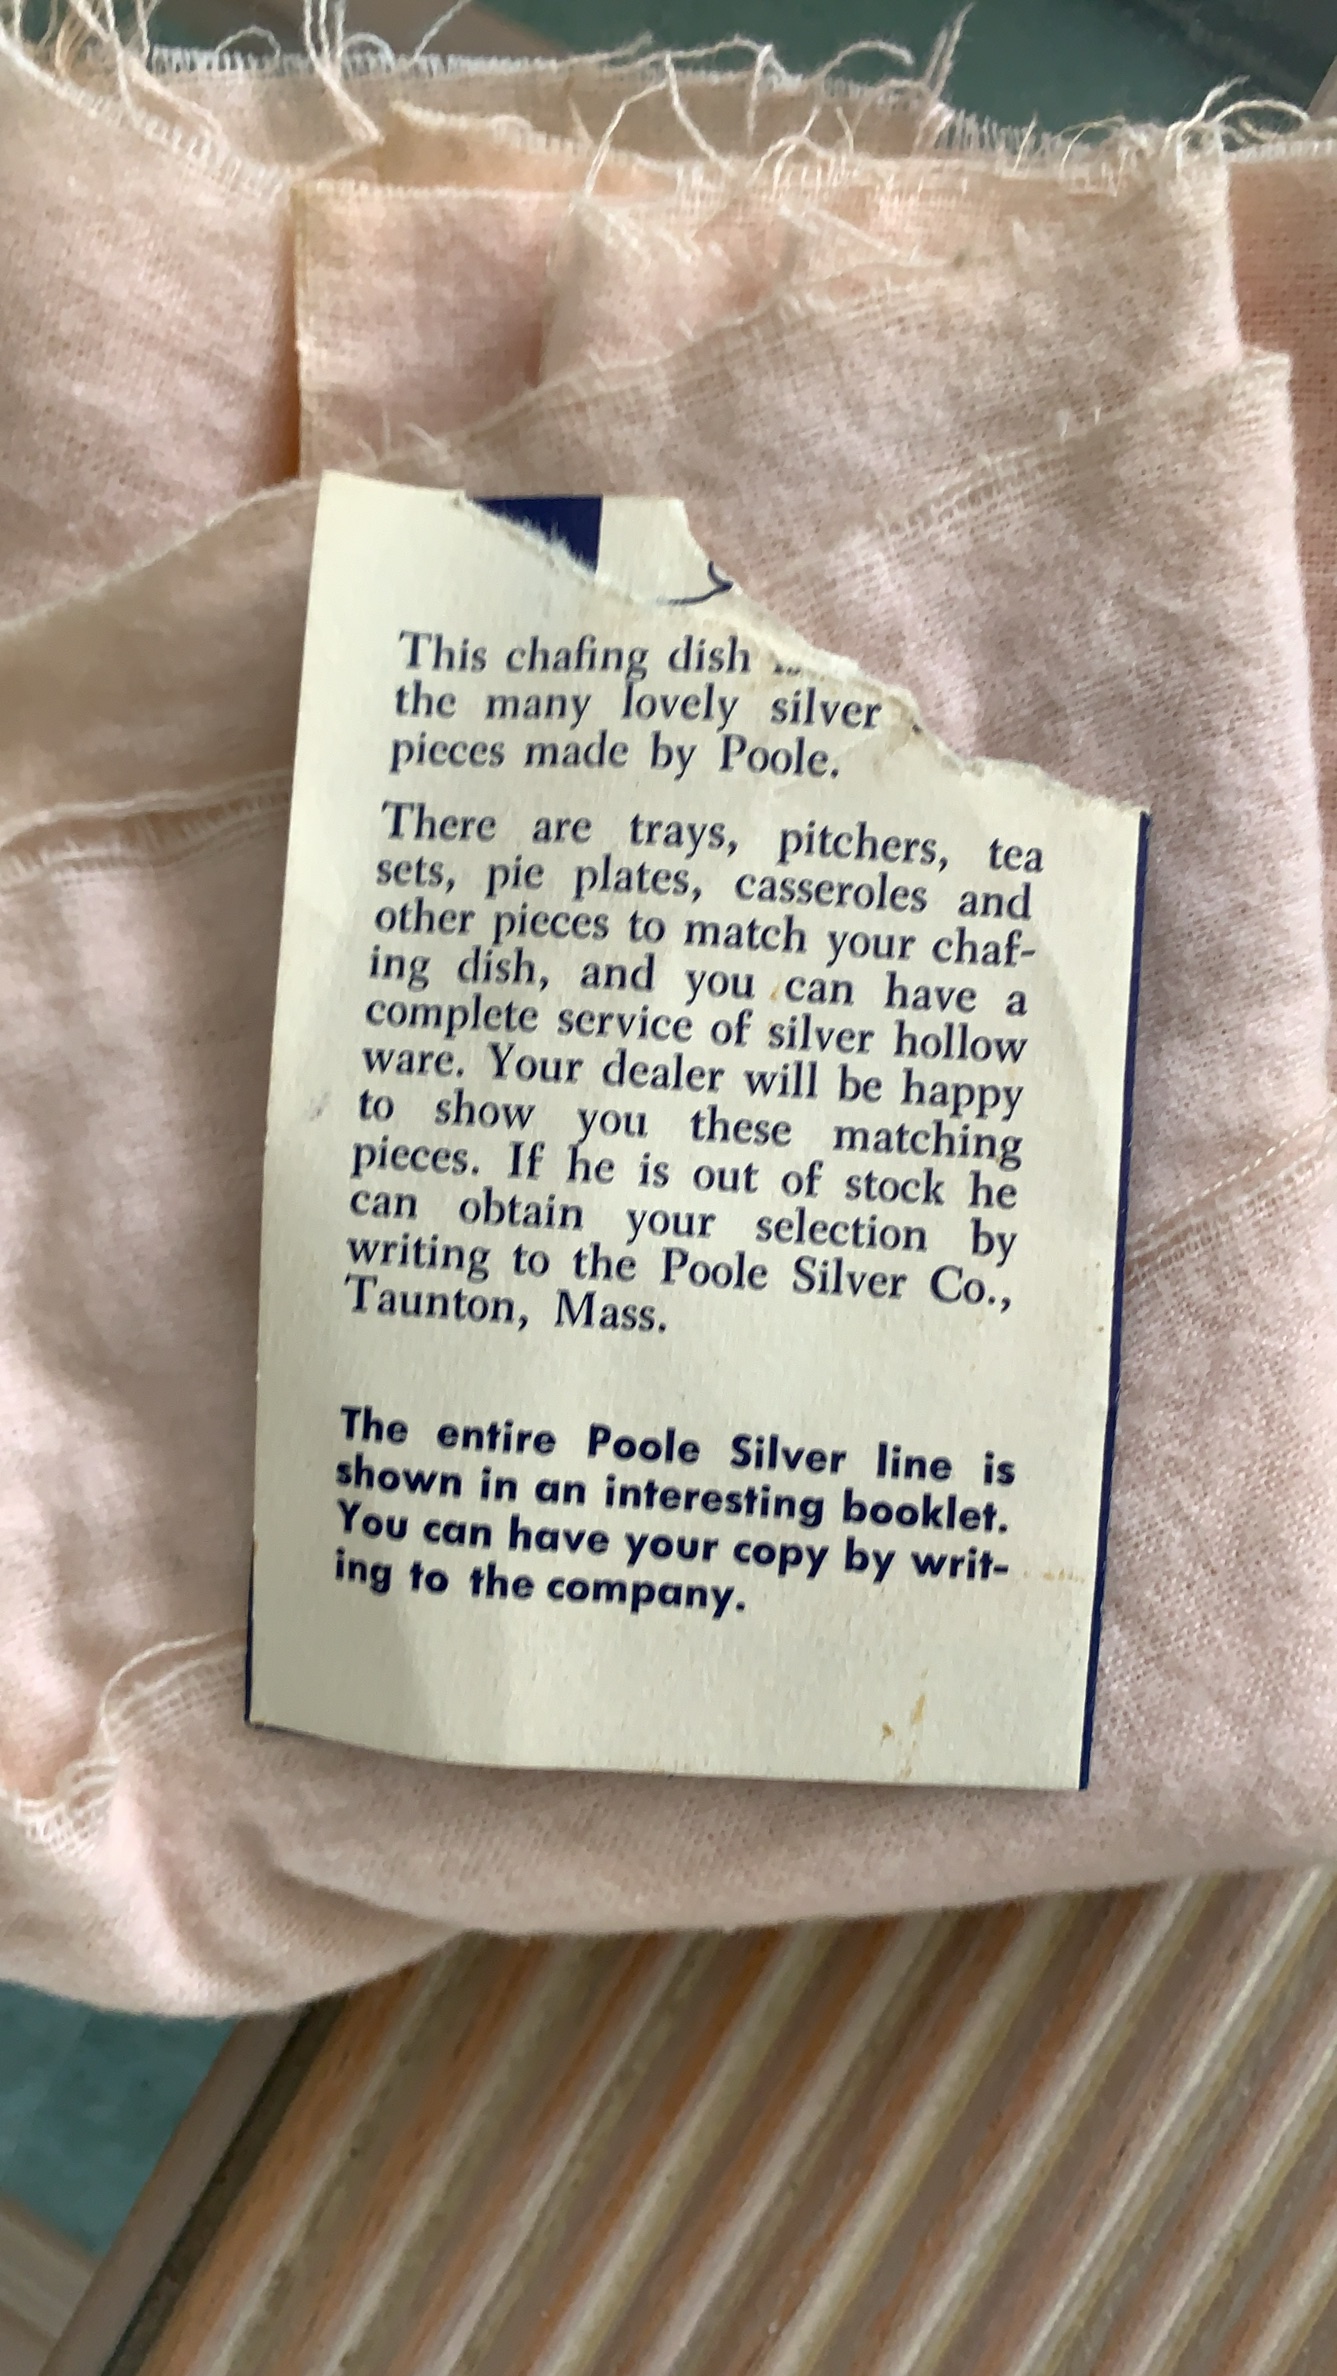 This chafing dish
the many lovely silver
pieces made by Poole.
There are trays, pitchers, tea
sets, pie plates, casseroles and
other pieces to match your chaf-
ing dish, and you can have a
complete service of silver hollow
ware. Your dealer will be happy
to show you these matching
pieces. If he is out of stock he
can obtain your selection by
writing to the Poole Silver Co.,
Taunton, Mass.
The entire Poole Silver line is
shown in an interesting booklet.
You can have your copy by writ-
ing to the company.